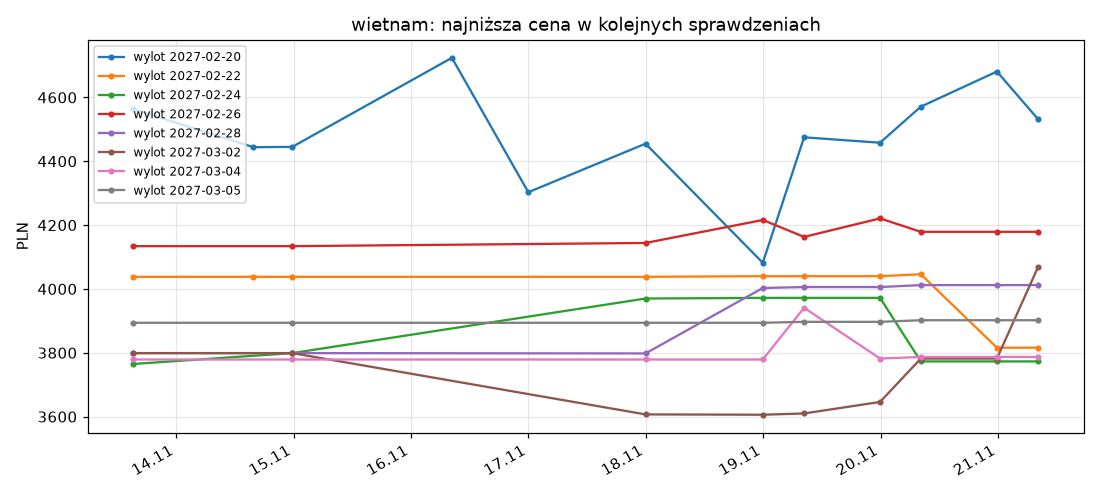 wietnam: najniższa cena w kolejnych sprawdzeniach
wylot 2027-02-20
wylot 2027-02-22
wylot 2027-02-24
wylot 2027-02-26
wylot 2027-02-28
wylot 2027-03-02
wylot 2027-03-04
wylot 2027-03-05
PLN
4600
4400
4200
4000
3800
3600
14.11
15.11
16.11
17.11
18.11
19.11
20.11
21.11